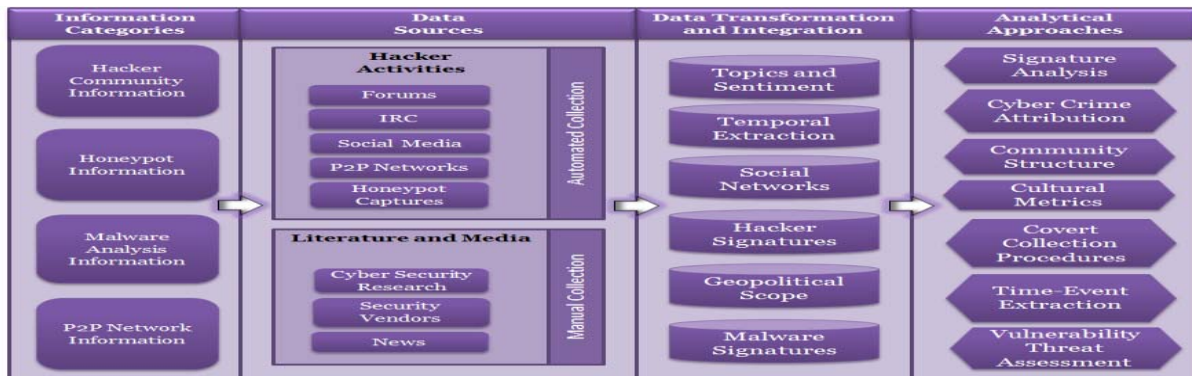 Information
Categories
Hacker
Community
Information
Honeypot
Information
Malware
Analysis
Information
P2P Network
Information
Data
Sources
Hacker
Activities
Forums
IRC
Social Media
P2P Networks
Honeypot
Captures
Automated Collection
Literature and Media
Cyber Security
Research
Security
Vendors
News
Manual Collection
Data Transformation
and Integration
Topics and
Sentiment
Temporal
Extraction
Social
Networks
Hacker
Signatures
Geopolitical
Scope
Malware
Signatures
Analytical
Approaches
Signature
Analysis
Cyber Crime
Attribution
Community
Structure
Cultural
Metrics
Covert
Collection
Procedures
Time-Event
Extraction
Vulnerability
Threat
Assessment